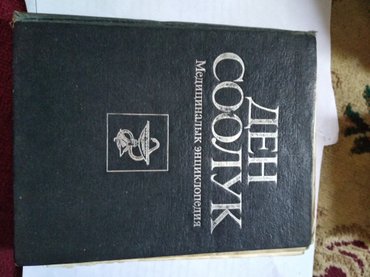 ДЕН
СООЛУК
Медициналык энциклопедия